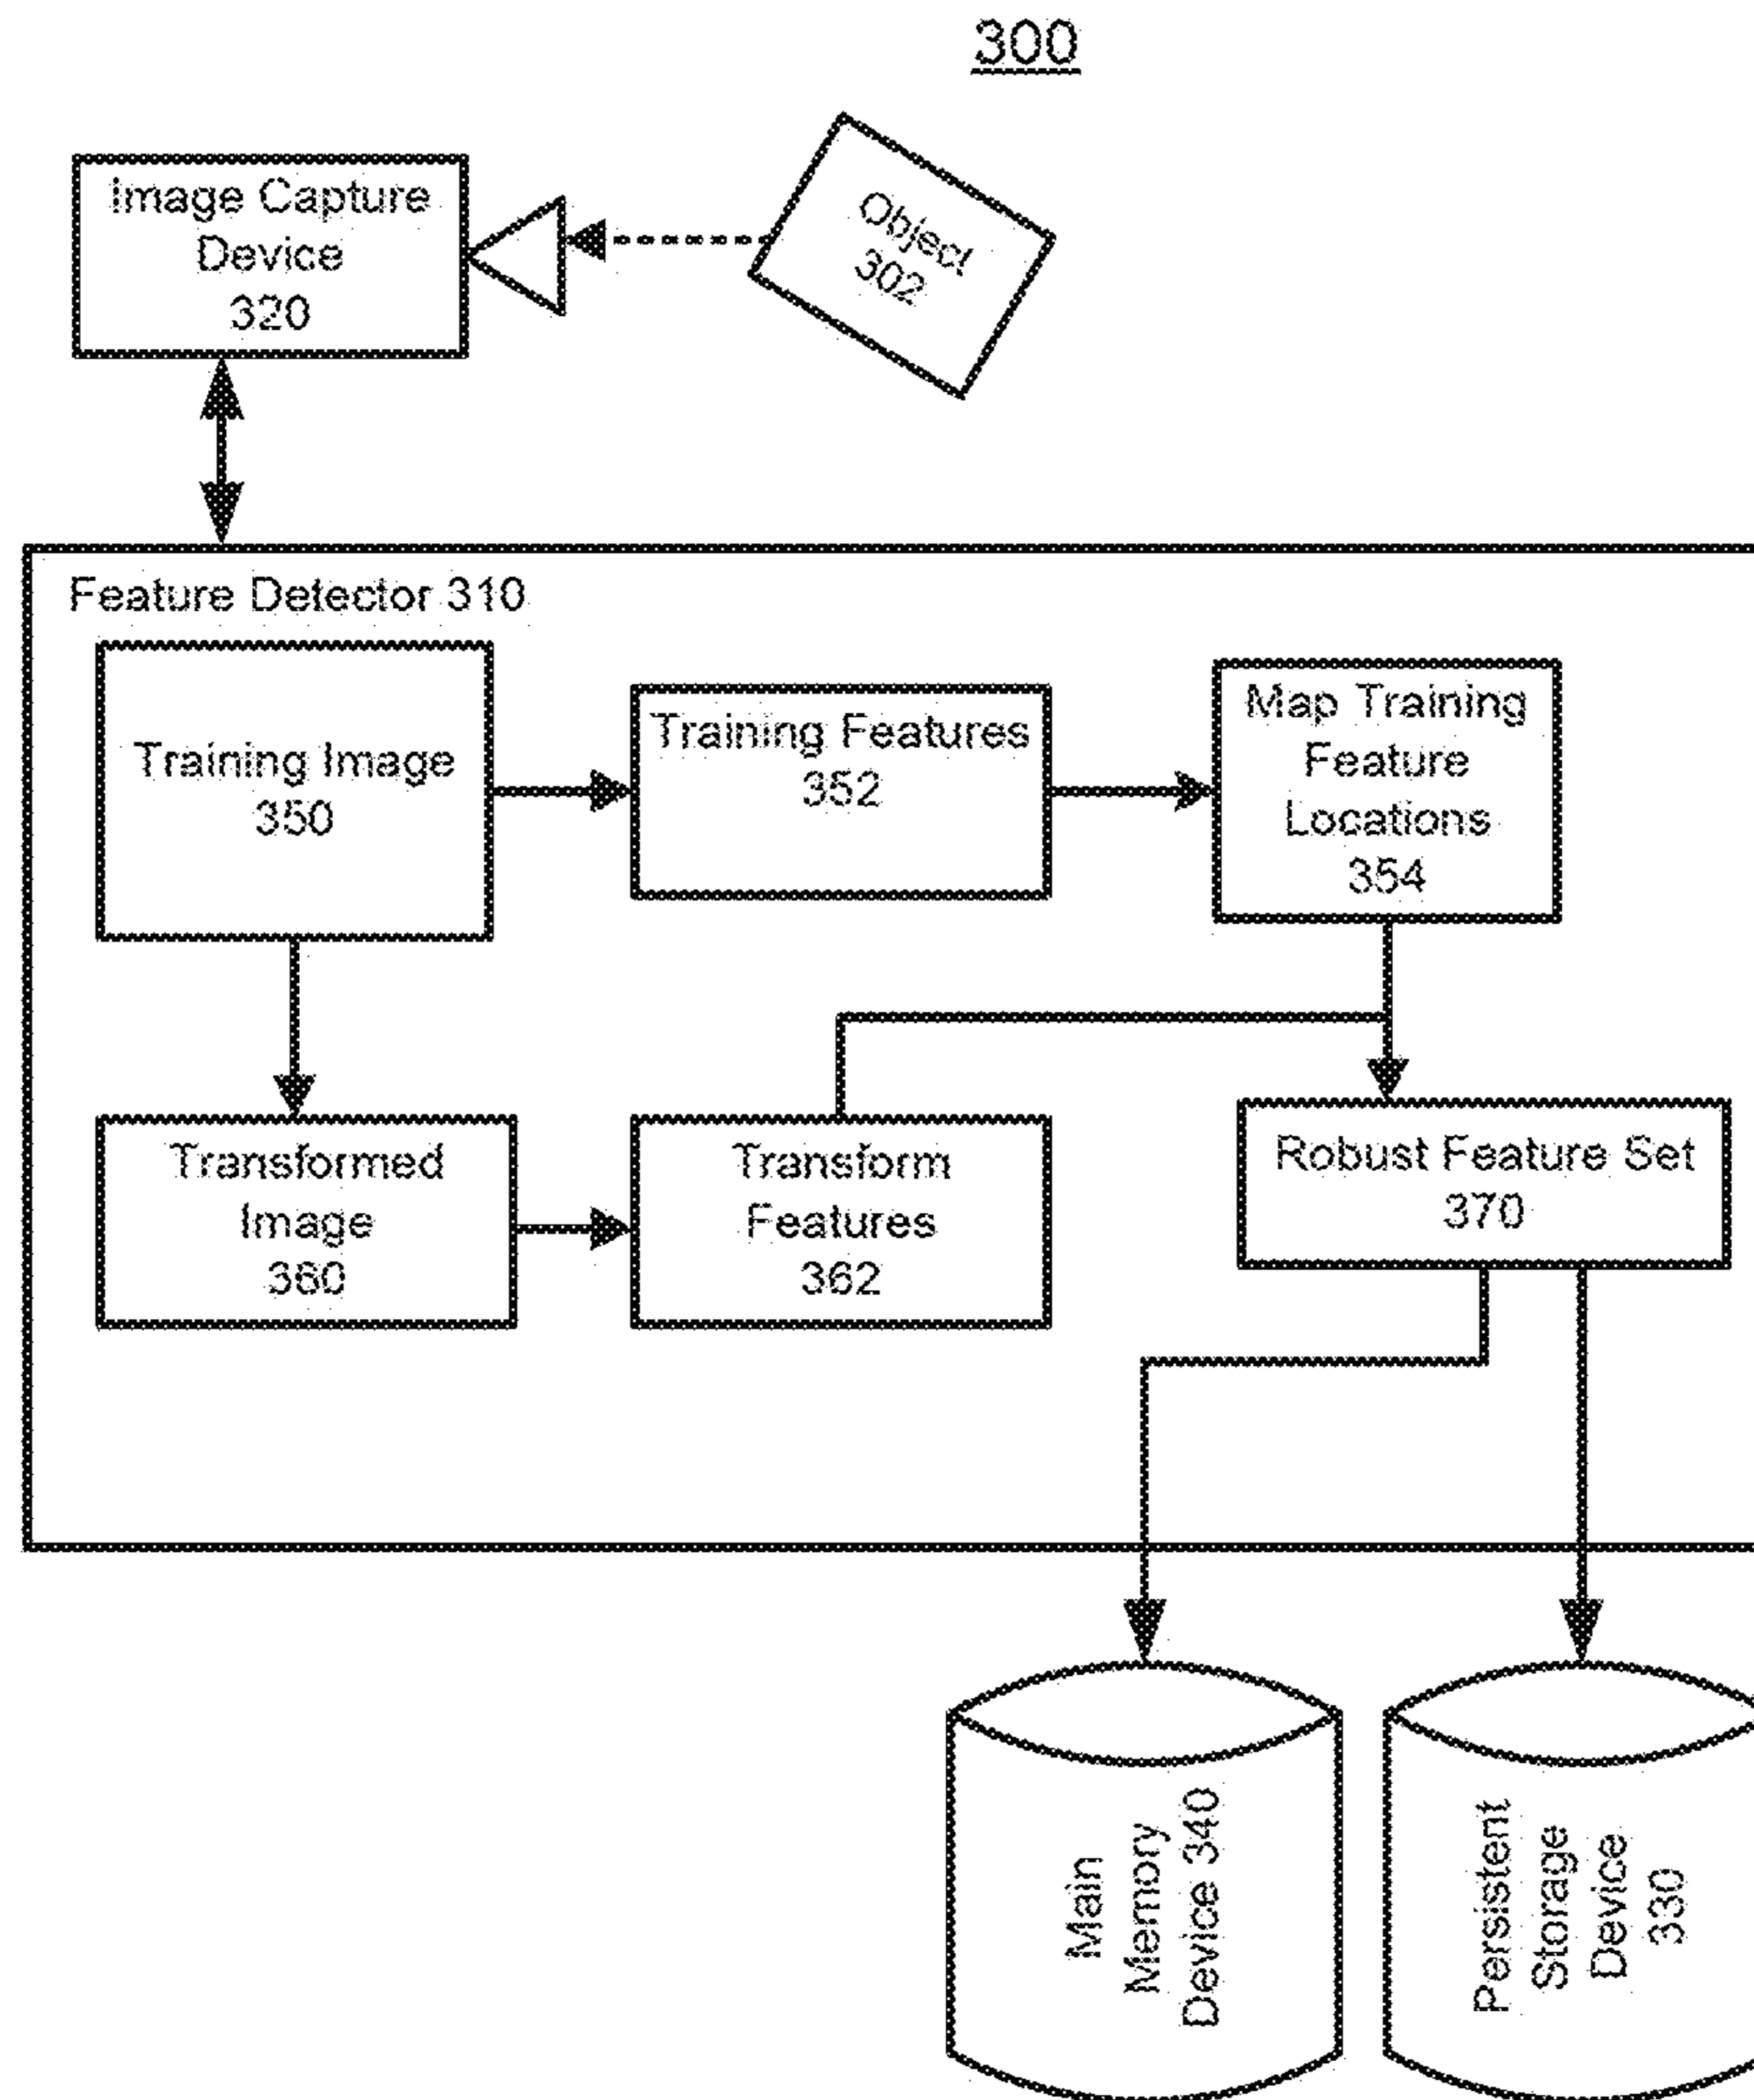 300
Image Capture
Device
320
Object
302
Feature Detector 310
Training Image
350
Training Features
352
Map Training
Feature
Locations
354
Transformed
Image
360
Transform
Features
362
Robust Feature Set
370
Main
Memory
Device 340
Persistent
Storage
Device
330